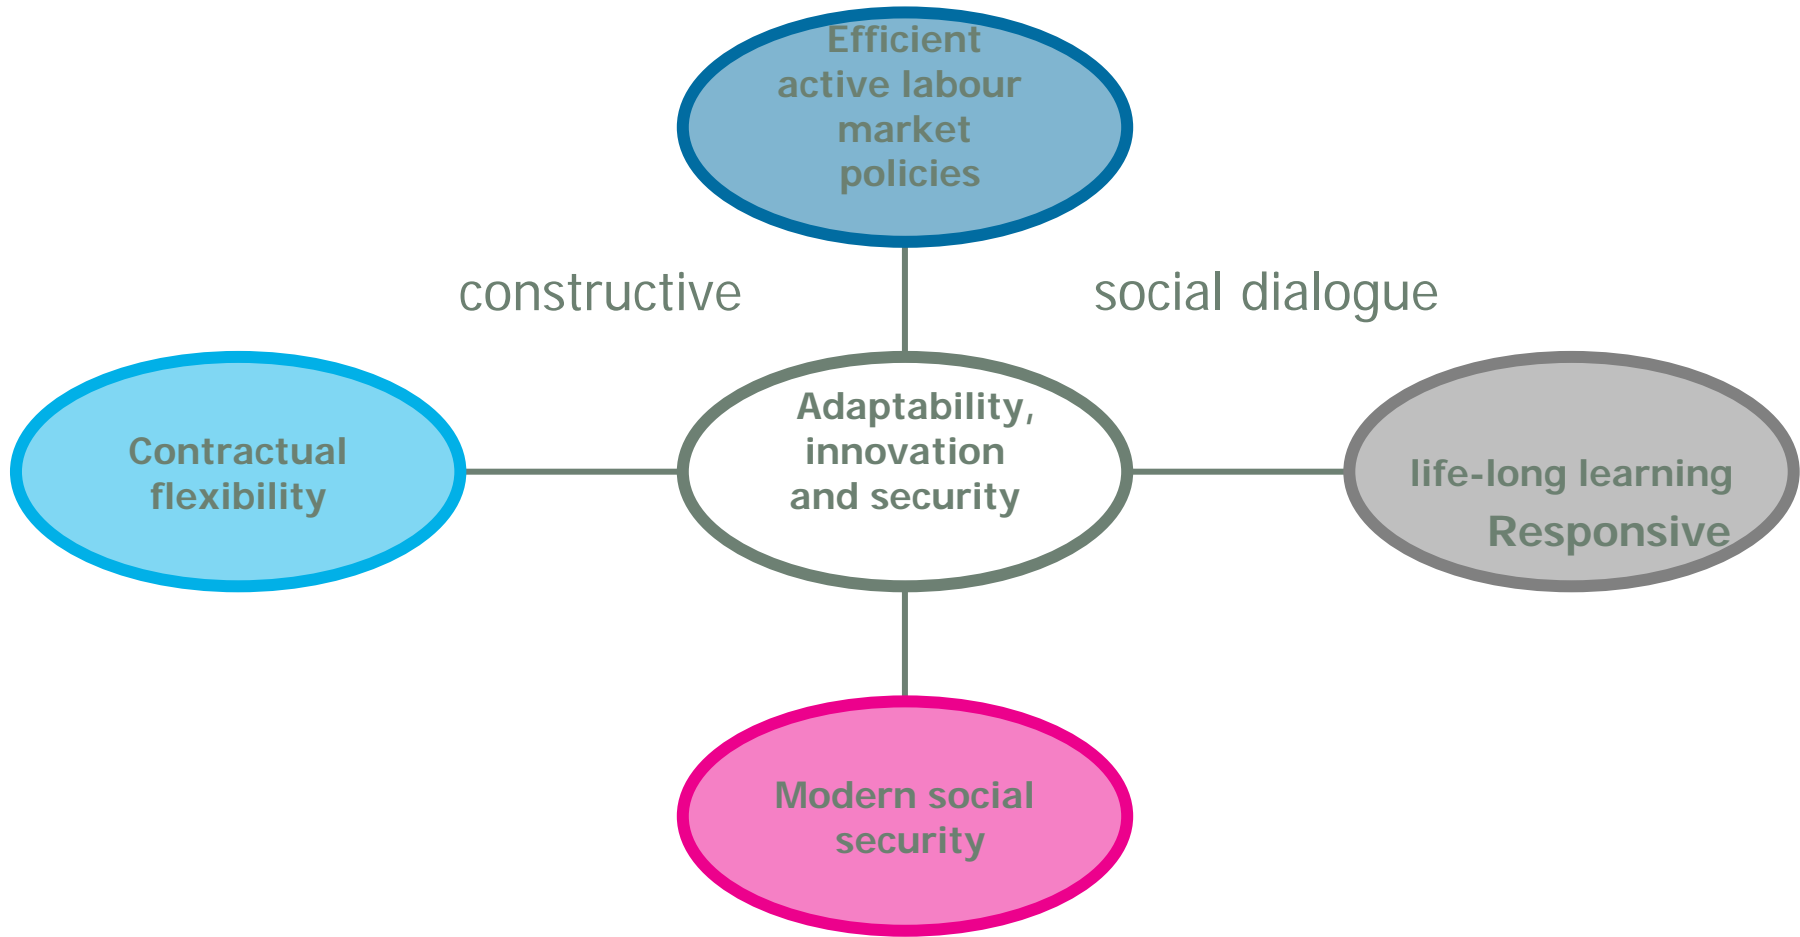 Efficient
active labour
market
policies
constructive
social dialogue
Contractual
flexibility
Adaptability,
innovation
and security
life-long learning
Responsive
Modern social
security